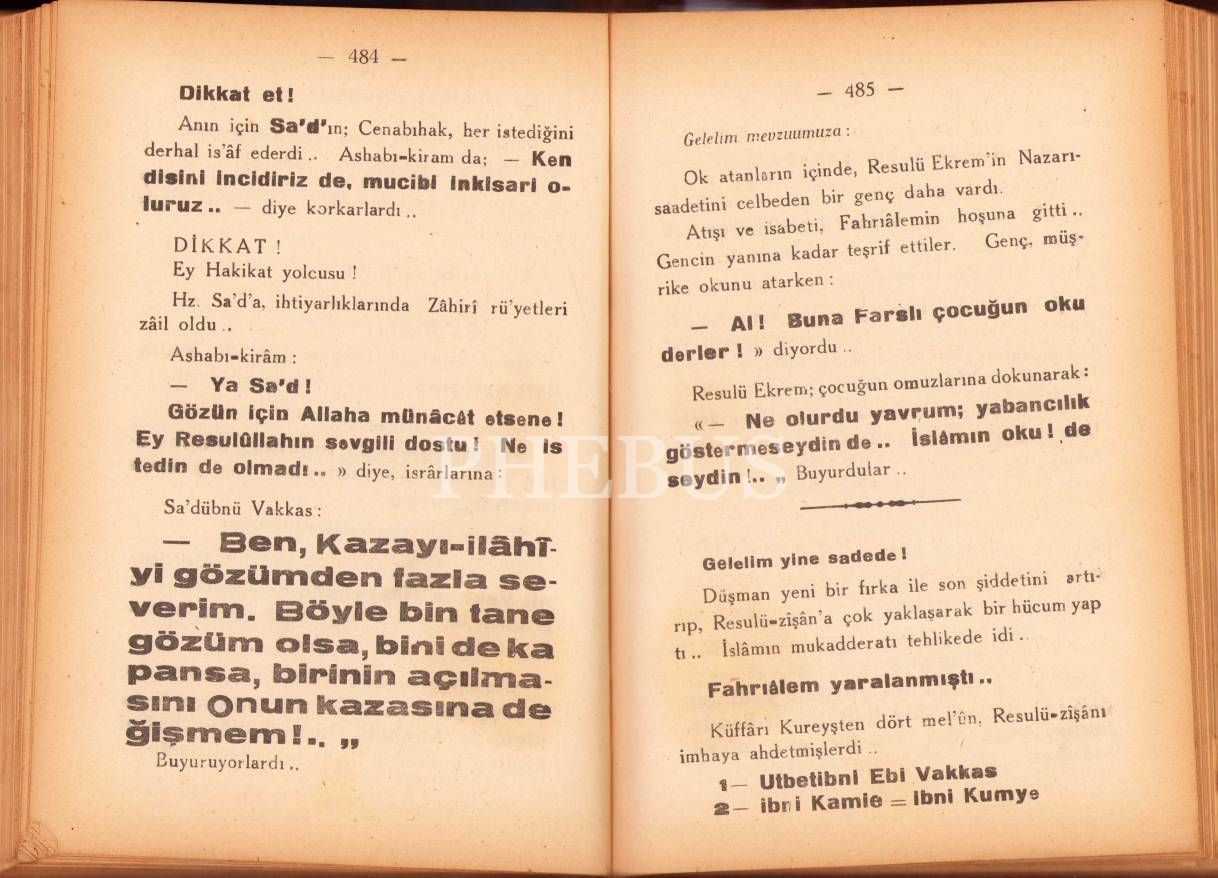 — 484 —
Dikkat et!
Anın için Sa'd'ın; Cenabıhak, her istediğini
derhal is'âf ederdi.. Ashabı-kiram da; — Ken
disini incidiriz de, mucibi inkisari o-
luruz.. — diye korkarlardı..
DİKKAT !
Ey Hakikat yolcusu !
Hz. Sa'd'a, ihtiyarlıklarında Zâhirî rü'yetleri
zâil oldu ..
Ashabı-kirâm :
— Ya Sa'd !
Gözün için Allaha münâcât etsene!
Ey Resulûllahın sevgili dostu! Ne is
tedin de olmadı.. » diye, isrârlarına :
Sa'dübnü Vakkas :
— Ben, Kazayı-ilâhî-
yi gözümden fazla se-
verim. Böyle bin tane
gözüm olsa, bini de ka
pansa, birinin açılma-
sını Onun kazasına de
ğişmem!.. „
Buyuruyorlardı ..
— 485 —
Gelelim mevzuumuza :
Ok atanların içinde, Resulü Ekrem'in Nazarı-
saadetini celbeden bir genç daha vardı.
Atışı ve isabeti, Fahrıâlemin hoşuna gitti ..
Gencin yanına kadar teşrif ettiler. Genç, müş-
rike okunu atarken :
— Al! Buna Farslı çocuğun oku
derler ! » diyordu ..
Resulü Ekrem; çocuğun omuzlarına dokunarak :
«— Ne olurdu yavrum; yabancılık
göstermeseydin de .. İslâmın oku ! de
seydin !.. „ Buyurdular ..
Gelelim yine sadede !
Düşman yeni bir fırka ile son şiddetini artı-
rıp, Resulü-zîşân'a çok yaklaşarak bir hücum yap
tı .. İslâmın mukadderatı tehlikede idi ..
Fahrıâlem yaralanmıştı ..
Küffârı Kureyşten dört mel'ûn, Resulü-zîşânı
imhaya ahdetmişlerdi ..
1— Utbetibni Ebi Vakkas
2— ibni Kamie = ibni Kumye
PHEBUS